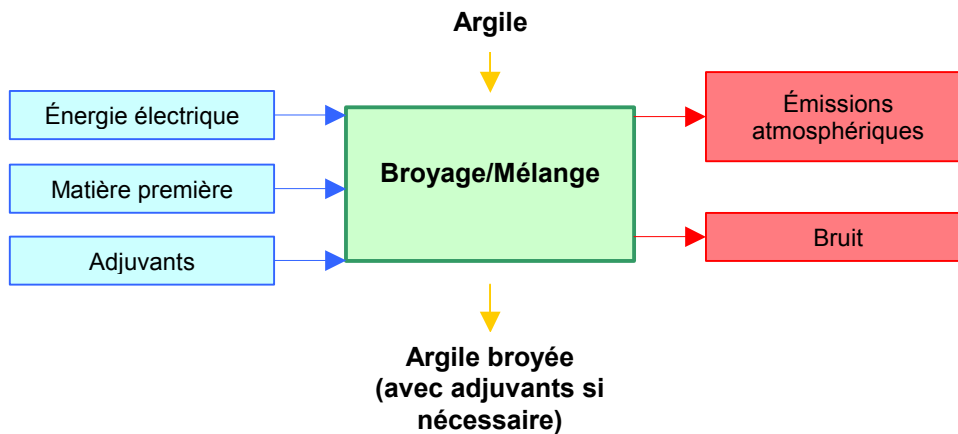 Argile
Énergie électrique
Matière première
Adjuvants
Broyage/Mélange
Émissions
atmosphériques
Bruit
Argile broyée
(avec adjuvants si
nécessaire)